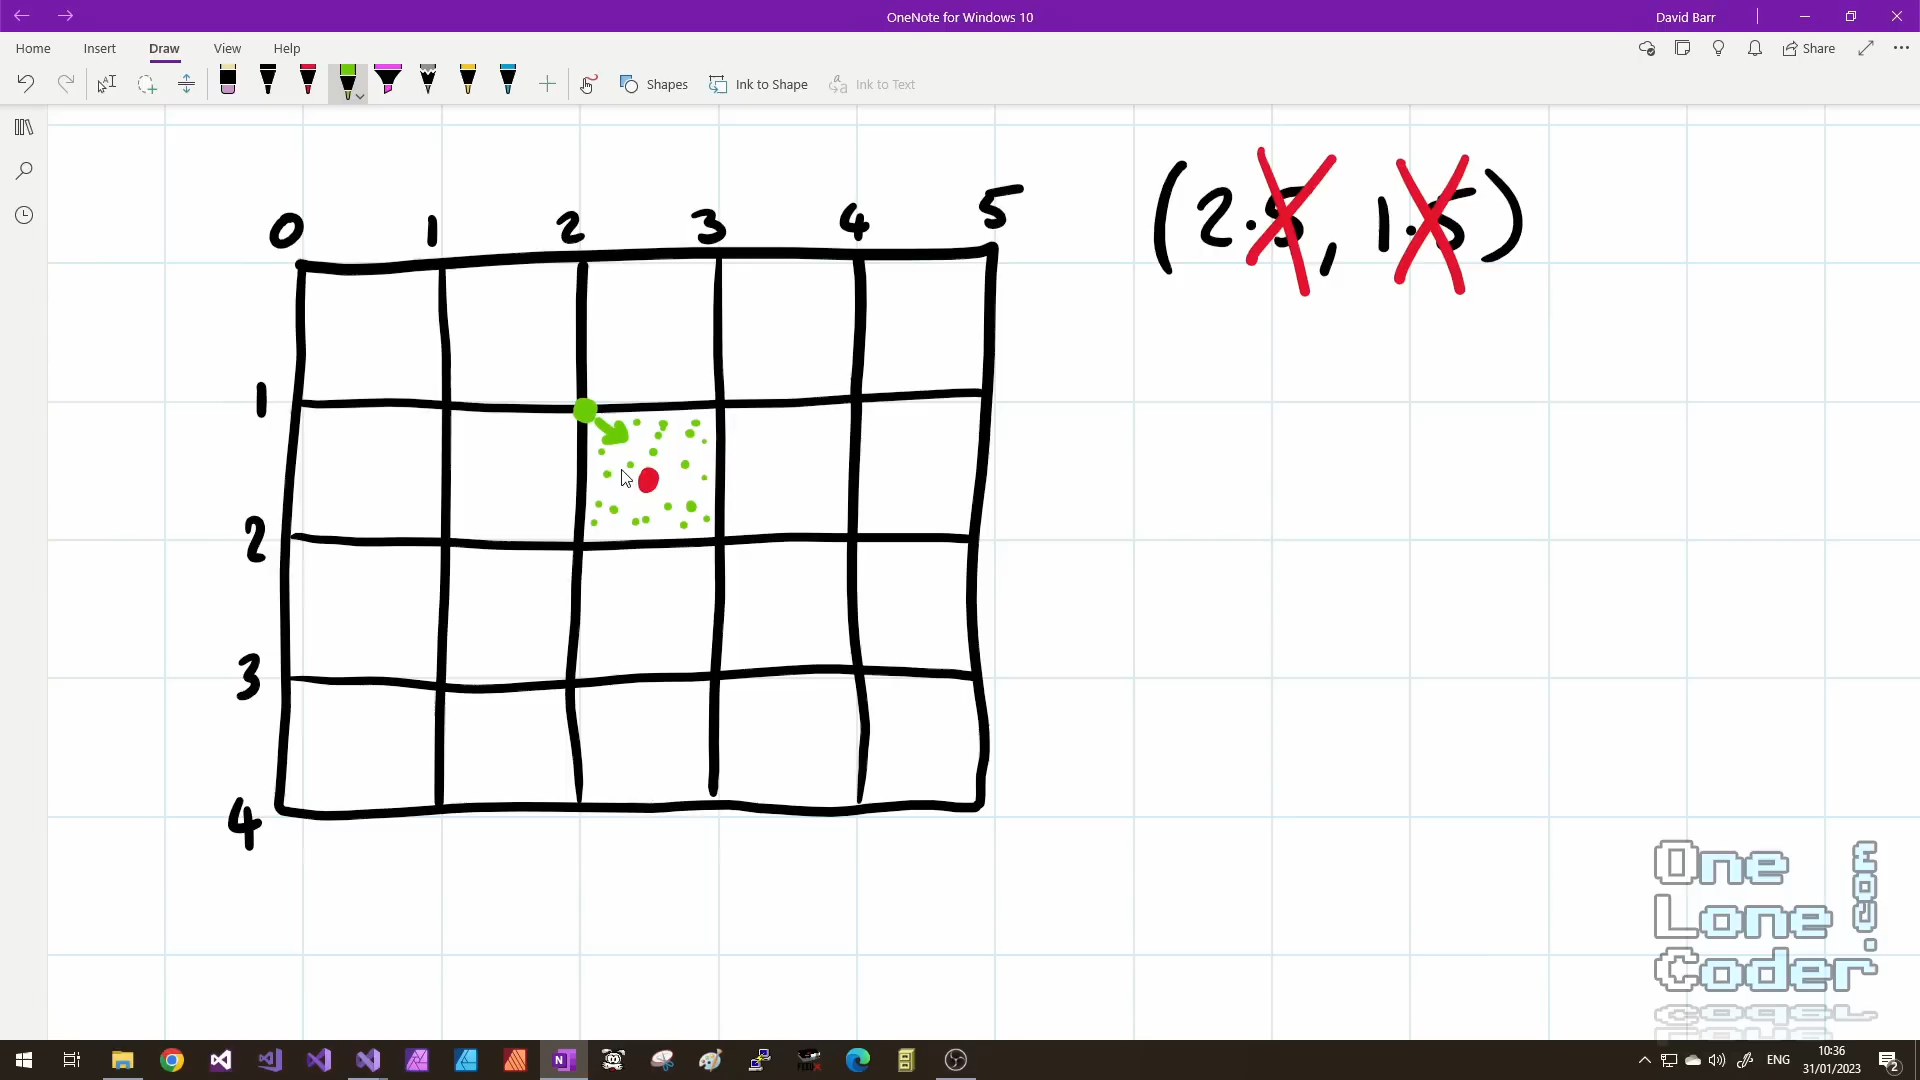 OneNote for Windows 10
David Barr
Home Insert Draw View Help
Share
Shapes
Ink to Shape
Ink to Text
0 1 2 3 4 5
(2.5, 1.5)
1
2
3
4
One
Lone
Coder
.com
ENG
10:36
31/01/2023
2